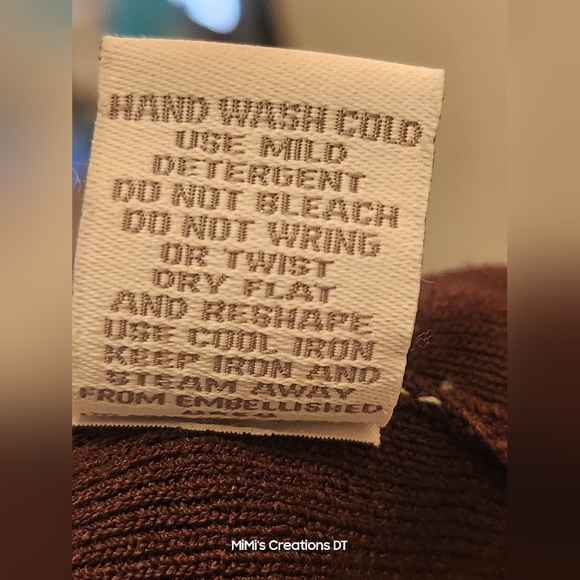 HAND WASH COLD
USE MILD
DETERGENT
DO NOT BLEACH
DO NOT WRING
OR TWIST
DRY FLAT
AND RESHAPE
USE COOL IRON
KEEP IRON AND
STEAM AWAY
FROM EMBELLISHED
MiMi's Creations DT